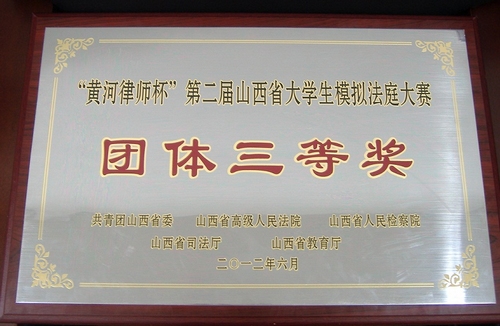 “黄河律师杯”第二届山西省大学生模拟法庭大赛
团体三等奖
共青团山西省委 山西省高级人民法院 山西省人民检察院
山西省司法厅 山西省教育厅
二〇一二年六月